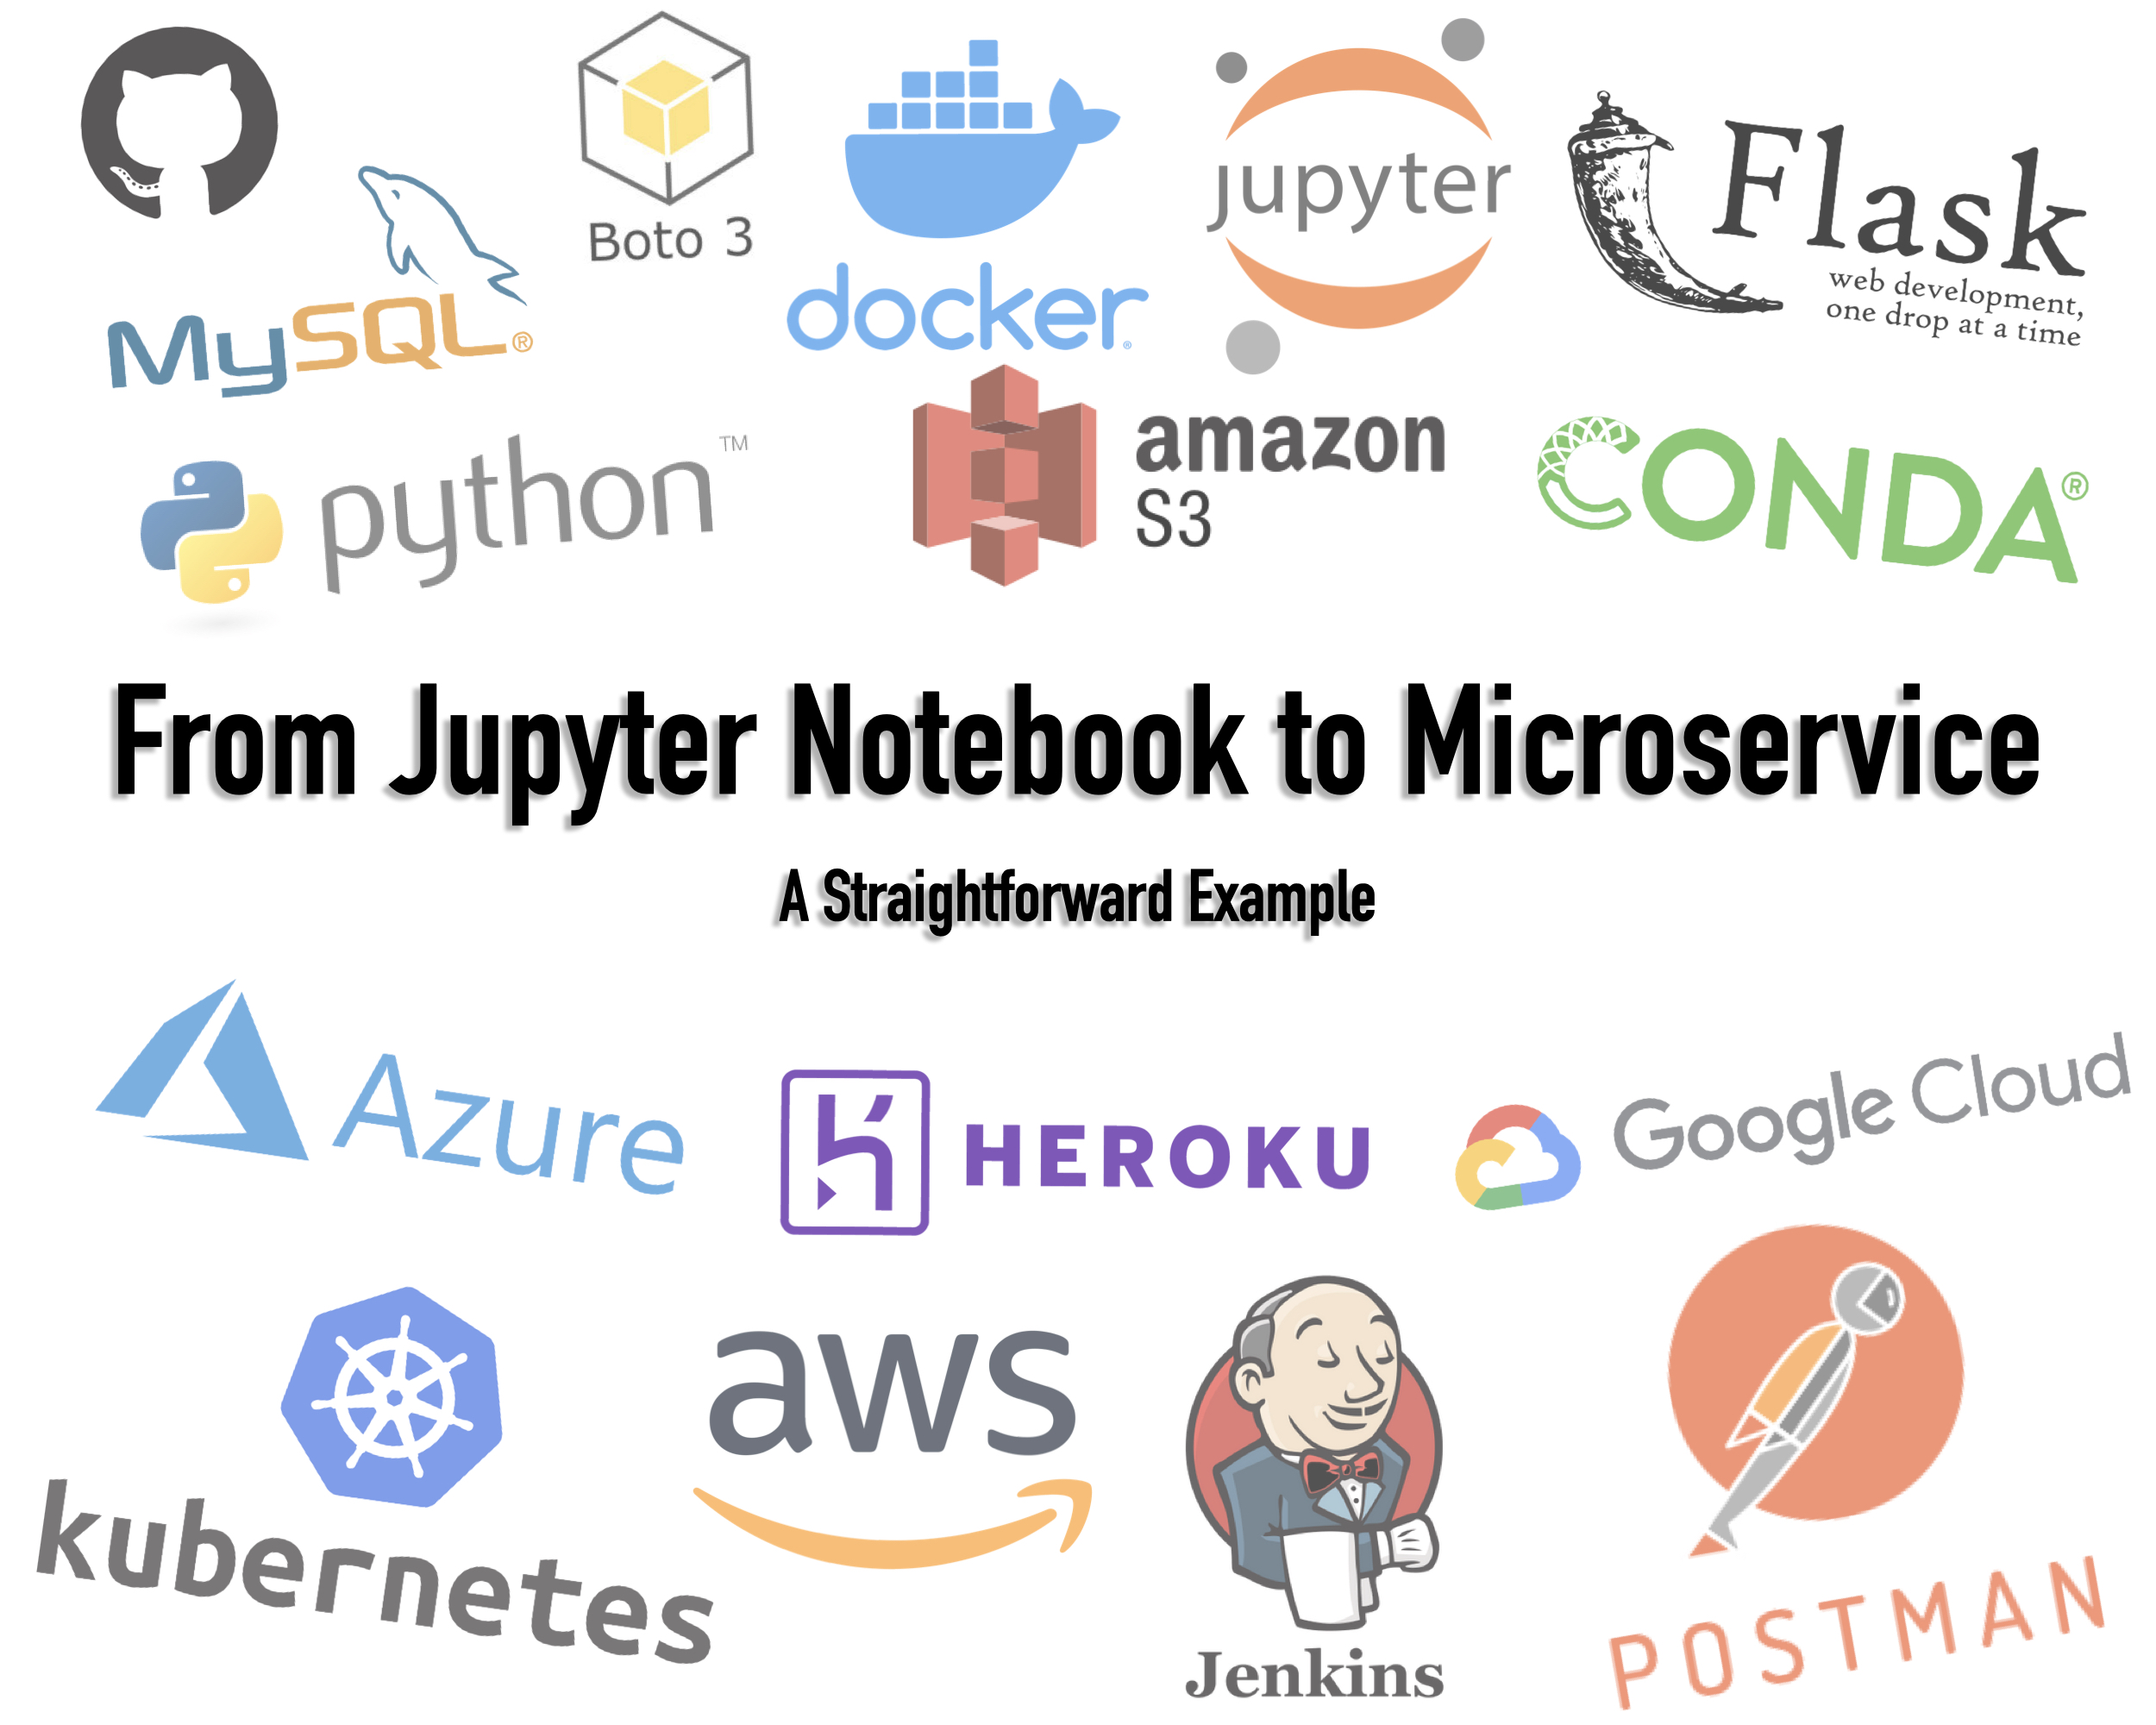 Boto 3
docker®
jupyter
Flask
web development,
one drop at a time
MySQL®
python™
amazon
S3
CONDA®
From Jupyter Notebook to Microservice
A Straightforward Example
Azure
HEROKU
Google Cloud
kubernetes
aws
Jenkins
POSTMAN